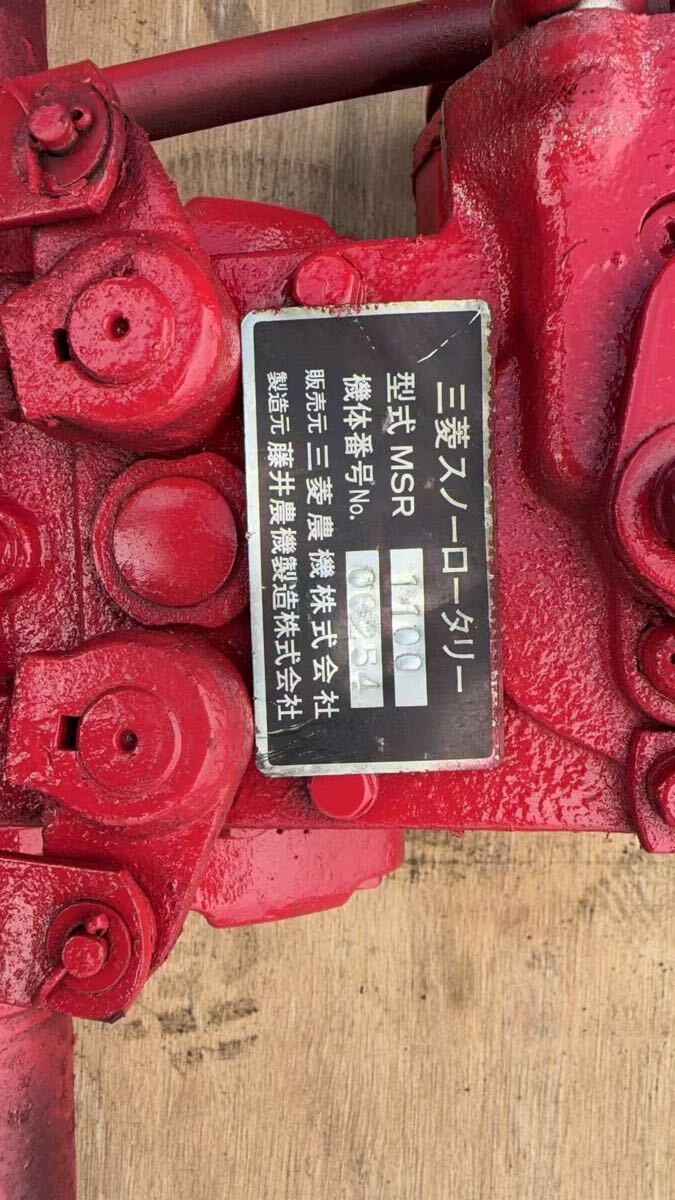 三菱スノーロータリー
型式 MSR 1100
機体番号No. 00254
販売元 三菱農機株式会社
製造元 藤井農機製造株式会社